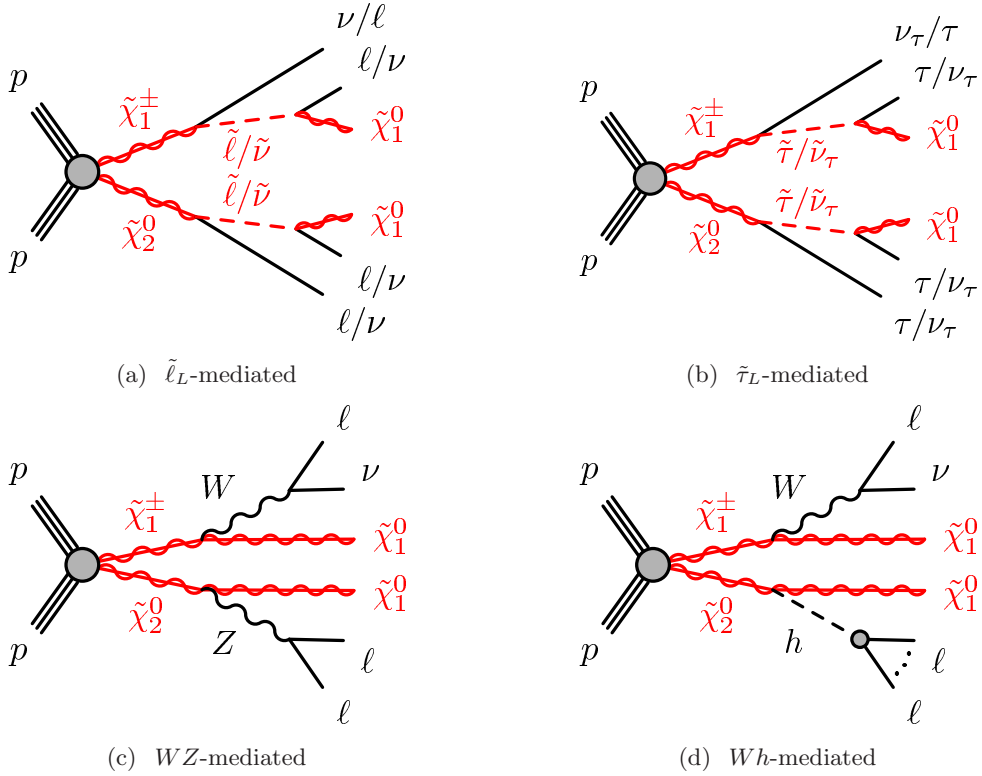 ν/ℓ
ℓ/ν
p
χ̃₁±
χ̃₁⁰
ℓ̃/ν̃
ℓ̃/ν̃
χ̃₁⁰
χ̃₂⁰
p
ℓ/ν
ℓ/ν
(a) ℓ̃_L-mediated
ν_τ/τ
τ/ν_τ
p
χ̃₁±
χ̃₁⁰
τ̃/ν̃_τ
τ̃/ν̃_τ
χ̃₁⁰
χ̃₂⁰
p
τ/ν_τ
τ/ν_τ
(b) τ̃_L-mediated
ℓ
p
W
ν
χ̃₁±
χ̃₁⁰
χ̃₁⁰
χ̃₂⁰
p
Z
ℓ
ℓ
(c) WZ-mediated
ℓ
p
W
ν
χ̃₁±
χ̃₁⁰
χ̃₁⁰
χ̃₂⁰
p
h
ℓ
ℓ
(d) Wh-mediated